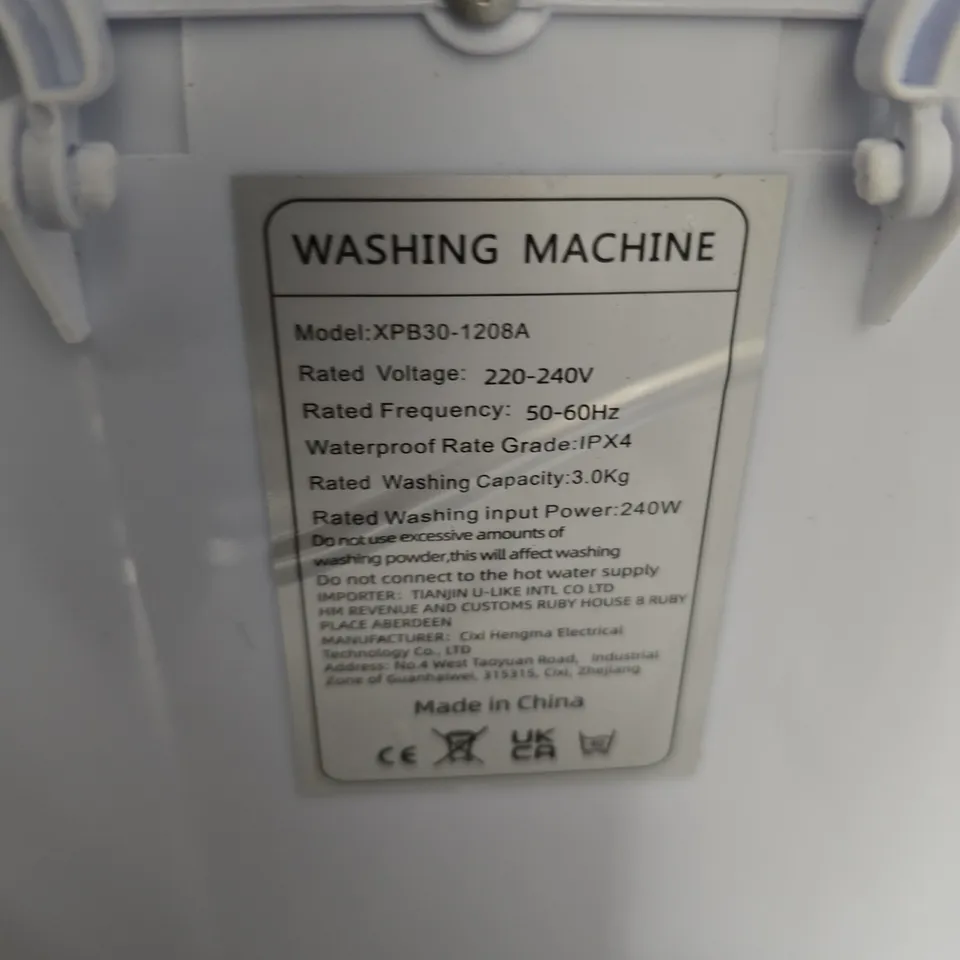 WASHING MACHINE
Model:XPB30-1208A
Rated Voltage: 220-240V
Rated Frequency: 50-60Hz
Waterproof Rate Grade:IPX4
Rated Washing Capacity:3.0Kg
Rated Washing input Power:240W
Do not use excessive amounts of
washing powder,this will affect washing
Do not connect to the hot water supply
IMPORTER: TIANJIN U-LIKE INTL CO LTD
HM REVENUE AND CUSTOMS RUBY HOUSE 8 RUBY
PLACE ABERDEEN
MANUFACTURER: Cixi Hengma Electrical
Technology Co., LTD
Address: No.4 West Taoyuan Road, Industrial
Zone of Guanhaiwei, 315315, Cixi, Zhejiang
Made in China
CE UK
CA